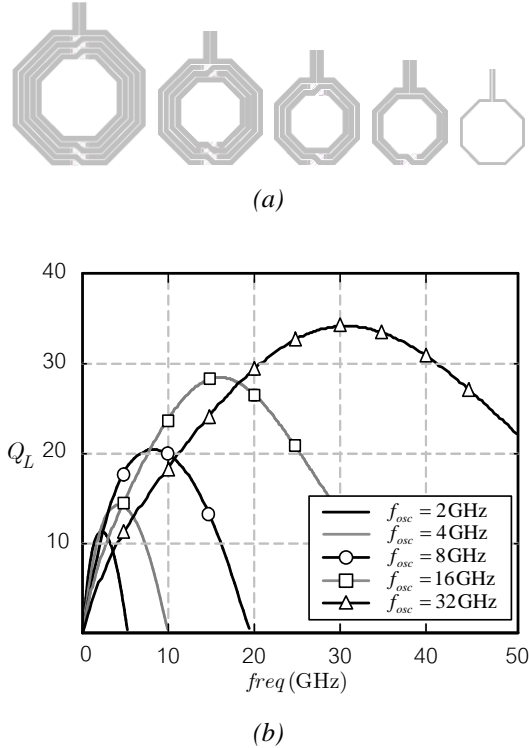 (a)
40
30
20
10
Q_L
f_osc = 2GHz
f_osc = 4GHz
f_osc = 8GHz
f_osc = 16GHz
f_osc = 32GHz
0 10 20 30 40 50
freq (GHz)
(b)